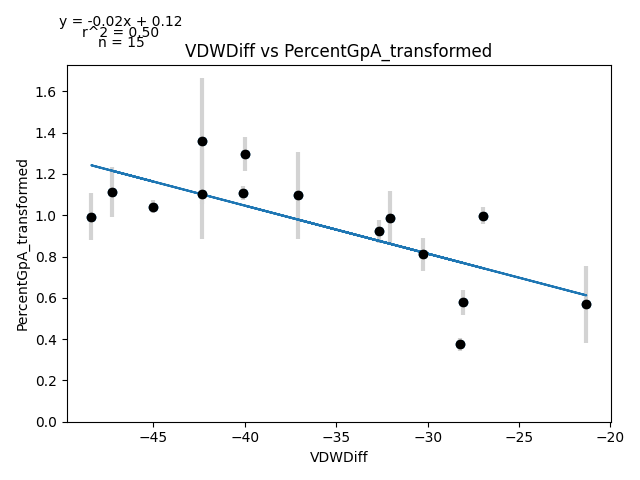 y = -0.02x + 0.12
r^2 = 0.50
n = 15
VDWDiff vs PercentGpA_transformed
PercentGpA_transformed
1.6
1.4
1.2
1.0
0.8
0.6
0.4
0.2
0.0
−45
−40
−35
−30
−25
−20
VDWDiff